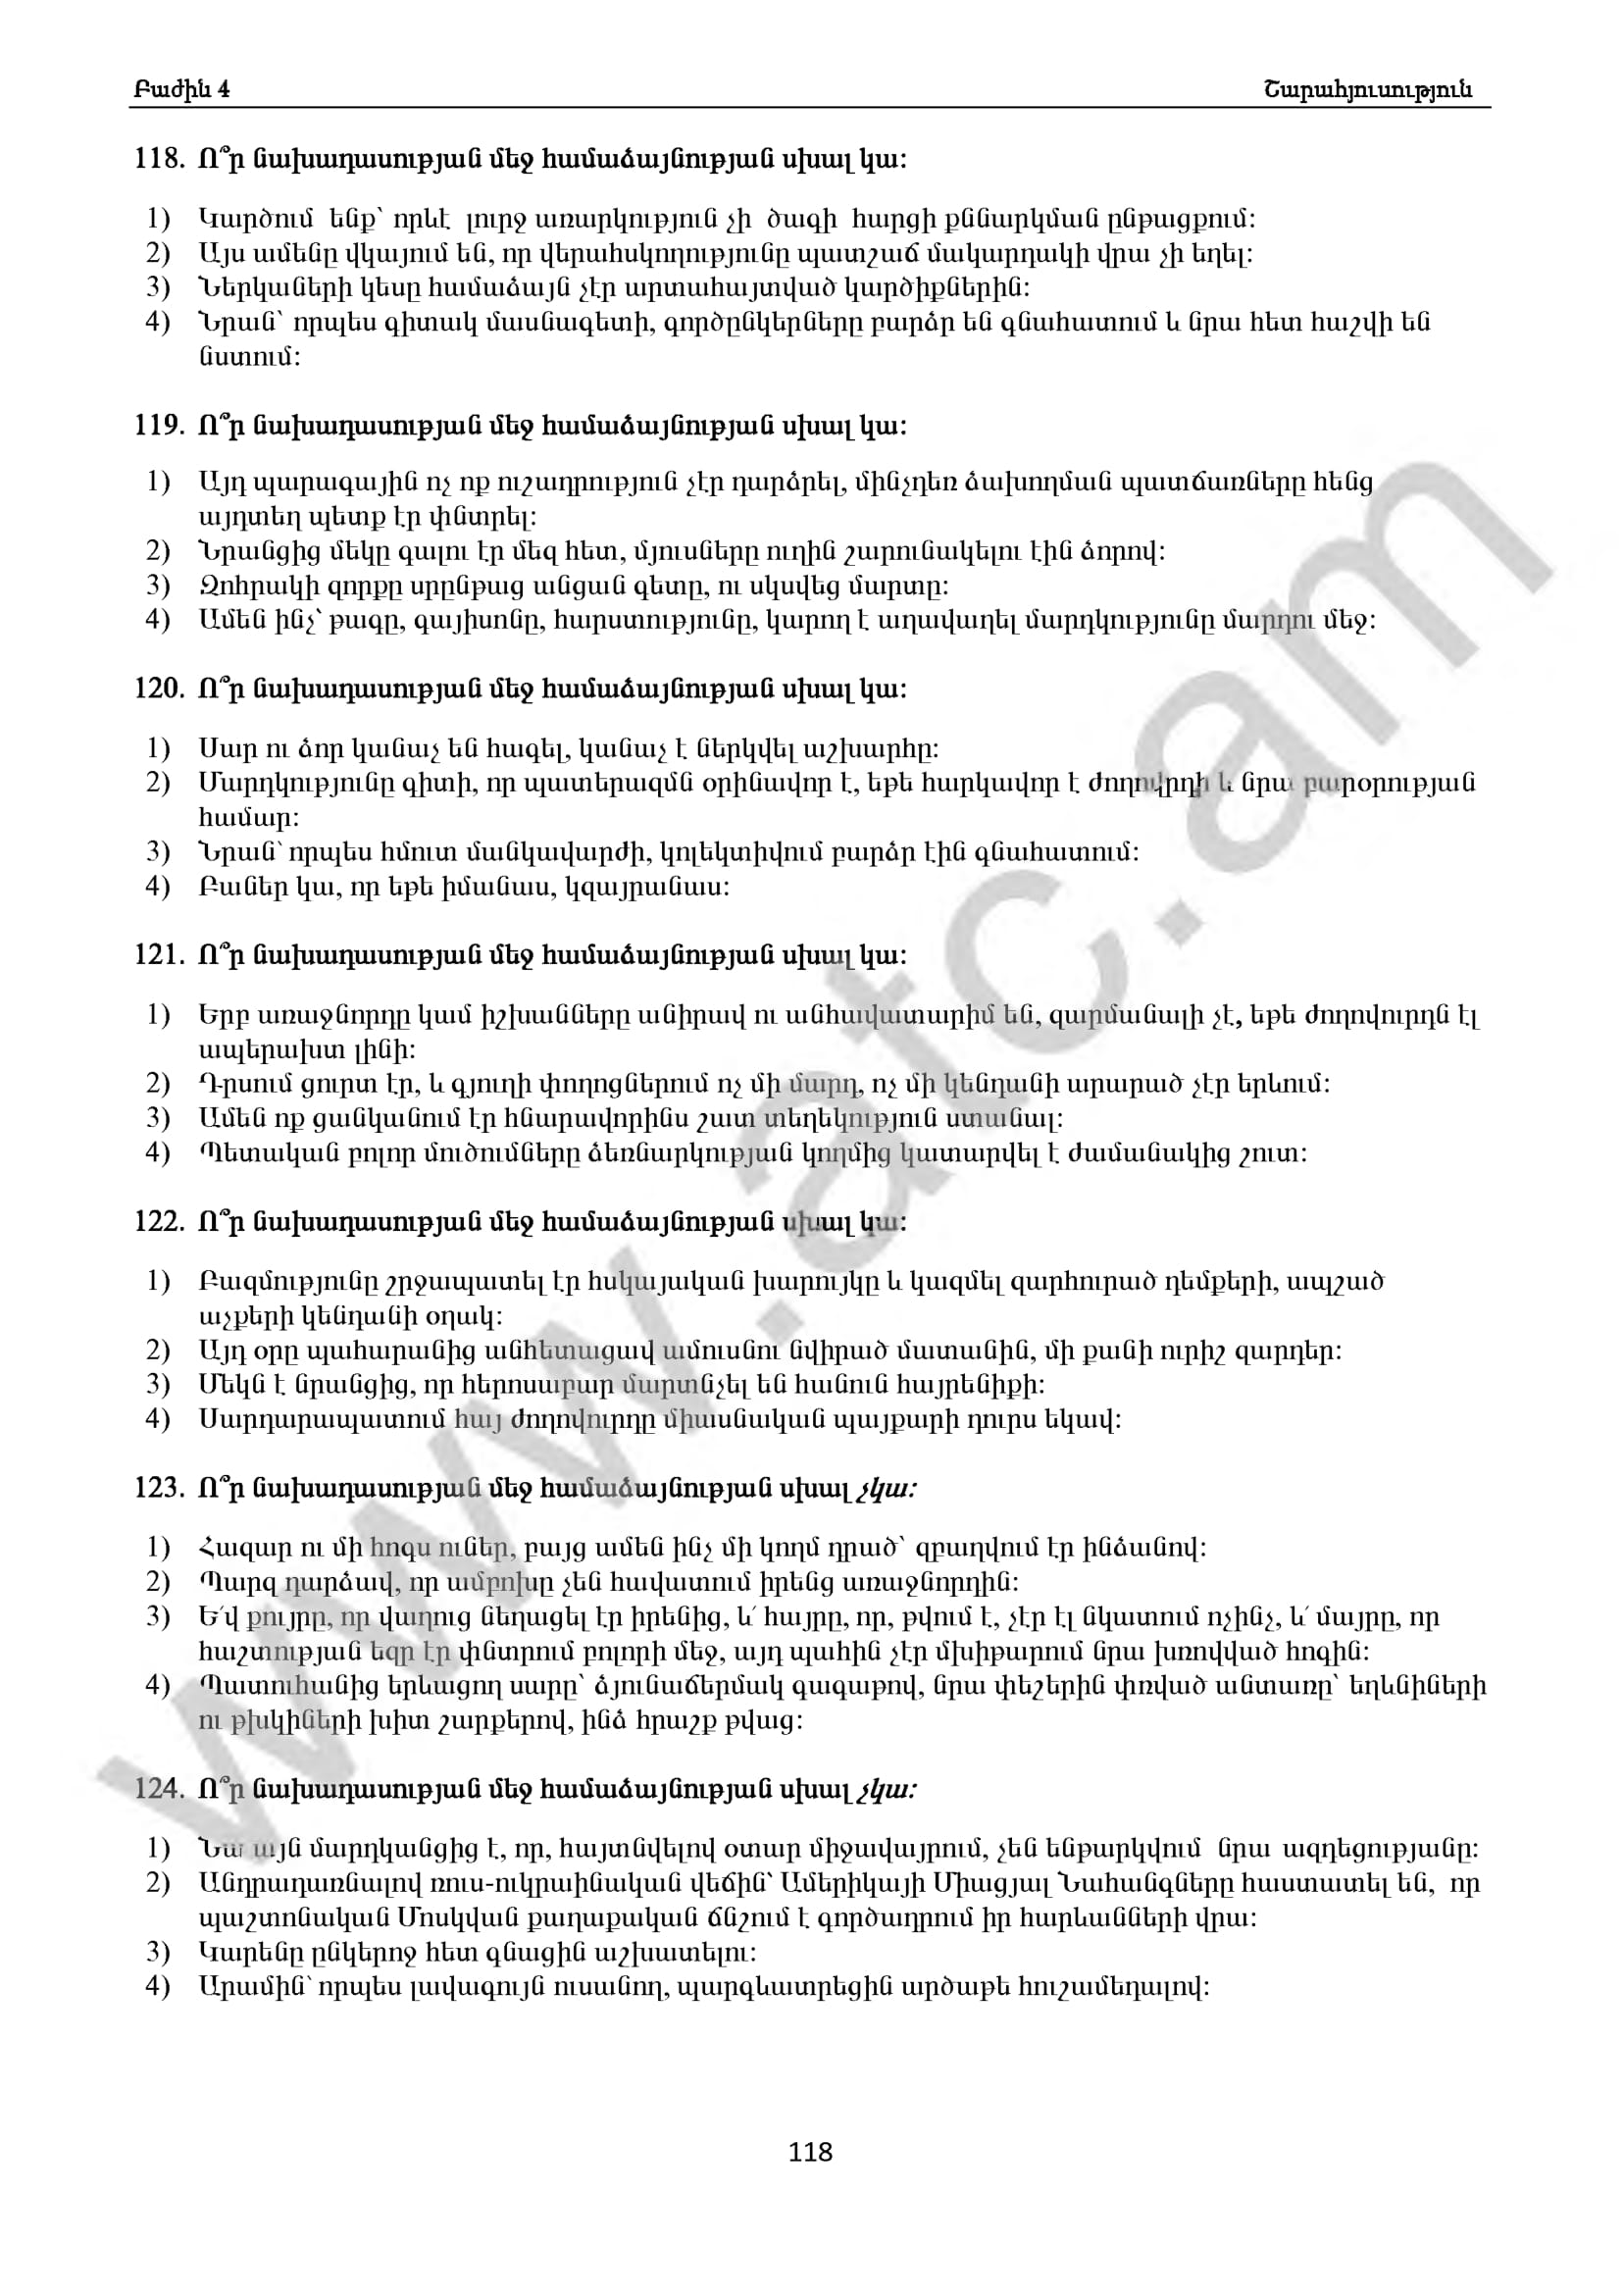 Բաժին 4 Շարահյուսություն
118. Ո՞ր նախադասության մեջ համաձայնության սխալ կա:
1) Կարծում ենք՝ որևէ լուրջ առարկություն չի ծագի հարցի քննարկման ընթացքում:
2) Այս ամենը վկայում են, որ վերահսկողությունը պատշաճ մակարդակի վրա չի եղել:
3) Ներկաների կեսը համաձայն չէր արտահայտված կարծիքներին:
4) Նրան՝ որպես գիտակ մասնագետի, գործընկերները բարձր են գնահատում և նրա հետ հաշվի են
նստում:
119. Ո՞ր նախադասության մեջ համաձայնության սխալ կա:
1) Այդ պարագային ոչ ոք ուշադրություն չէր դարձրել, մինչդեռ ձախողման պատճառները հենց
այդտեղ պետք էր փնտրել:
2) Նրանցից մեկը գալու էր մեզ հետ, մյուսները ուղին շարունակելու էին ձորով:
3) Զոհրակի զորքը սրընթաց անցան գետը, ու սկսվեց մարտը:
4) Ամեն ինչ՝ թագը, գայիսոնը, հարստությունը, կարող է աղավաղել մարդկությունը մարդու մեջ:
120. Ո՞ր նախադասության մեջ համաձայնության սխալ կա:
1) Սար ու ձոր կանաչ են հագել, կանաչ է ներկվել աշխարհը:
2) Մարդկությունը գիտի, որ պատերազմն օրինավոր է, եթե հարկավոր է ժողովրդի և նրա բարօրության
համար:
3) Նրան՝ որպես հմուտ մանկավարժի, կոլեկտիվում բարձր էին գնահատում:
4) Բաներ կա, որ եթե իմանաս, կզայրանաս:
121. Ո՞ր նախադասության մեջ համաձայնության սխալ կա:
1) Երբ առաջնորդը կամ իշխանները անիրավ ու անհավատարիմ են, զարմանալի չէ, եթե ժողովուրդն էլ
ապերախտ լինի:
2) Դրսում ցուրտ էր, և գյուղի փողոցներում ոչ մի մարդ, ոչ մի կենդանի արարած չէր երևում:
3) Ամեն ոք ցանկանում էր հնարավորինս շատ տեղեկություն ստանալ:
4) Պետական բոլոր մուծումները ձեռնարկության կողմից կատարվել է ժամանակից շուտ:
122. Ո՞ր նախադասության մեջ համաձայնության սխալ կա:
1) Բազմությունը շրջապատել էր հսկայական խարույկը և կազմել զարհուրած դեմքերի, ապշած
աչքերի կենդանի օղակ:
2) Այդ օրը պահարանից անհետացավ ամուսնու նվիրած մատանին, մի քանի ուրիշ զարդեր:
3) Մեկն է նրանցից, որ հերոսաբար մարտնչել են հանուն հայրենիքի:
4) Սարդարապատում հայ ժողովուրդը միասնական պայքարի դուրս եկավ:
123. Ո՞ր նախադասության մեջ համաձայնության սխալ չկա:
1) Հազար ու մի հոգս ուներ, բայց ամեն ինչ մի կողմ դրած՝ զբաղվում էր ինձանով:
2) Պարզ դարձավ, որ ամբոխը չեն հավատում իրենց առաջնորդին:
3) Ե՛վ քույրը, որ վաղուց նեղացել էր իրենից, և՛ հայրը, որ, թվում է, չէր էլ նկատում ոչինչ, և՛ մայրը, որ
հաշտության եզր էր փնտրում բոլորի մեջ, այդ պահին չէր մխիթարում նրա խռովված հոգին:
4) Պատուհանից երևացող սարը՝ ձյունաճերմակ գագաթով, նրա փեշերին փռված անտառը՝ եղևնիների
ու թխկիների խիտ շարքերով, ինձ հրաշք թվաց:
124. Ո՞ր նախադասության մեջ համաձայնության սխալ չկա:
1) Նա այն մարդկանցից է, որ, հայտնվելով օտար միջավայրում, չեն ենթարկվում նրա ազդեցությանը:
2) Անդրադառնալով ռուս-ուկրաինական վեճին՝ Ամերիկայի Միացյալ Նահանգները հաստատել են, որ
պաշտոնական Մոսկվան քաղաքական ճնշում է գործադրում իր հարևանների վրա:
3) Կարենը ընկերոջ հետ գնացին աշխատելու:
4) Արամին՝ որպես լավագույն ուսանող, պարգևատրեցին արծաթե հուշամեդալով:
118
www.atc.am